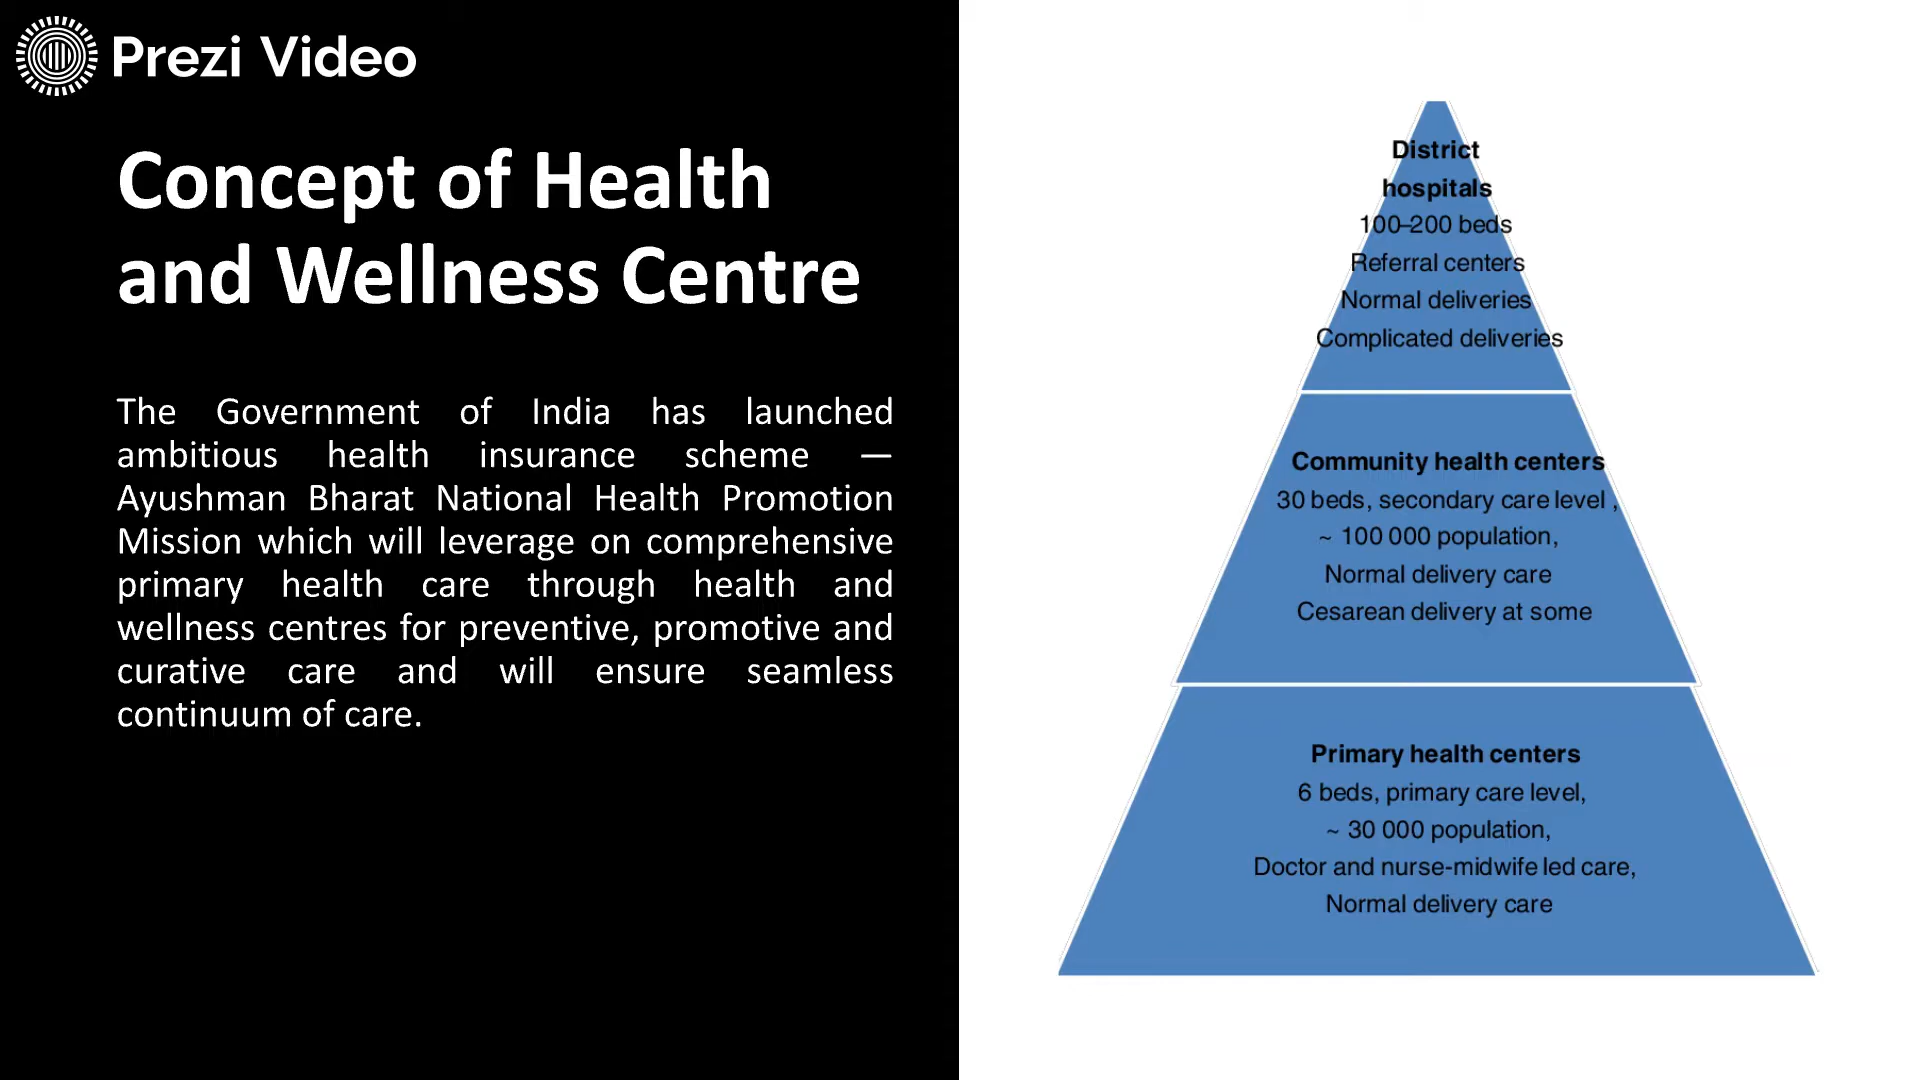 Prezi Video
Concept of Health
and Wellness Centre
The Government of India has launched
ambitious health insurance scheme —
Ayushman Bharat National Health Promotion
Mission which will leverage on comprehensive
primary health care through health and
wellness centres for preventive, promotive and
curative care and will ensure seamless
continuum of care.
District
hospitals
100–200 beds
Referral centers
Normal deliveries
Complicated deliveries
Community health centers
30 beds, secondary care level ,
~ 100 000 population,
Normal delivery care
Cesarean delivery at some
Primary health centers
6 beds, primary care level,
~ 30 000 population,
Doctor and nurse-midwife led care,
Normal delivery care